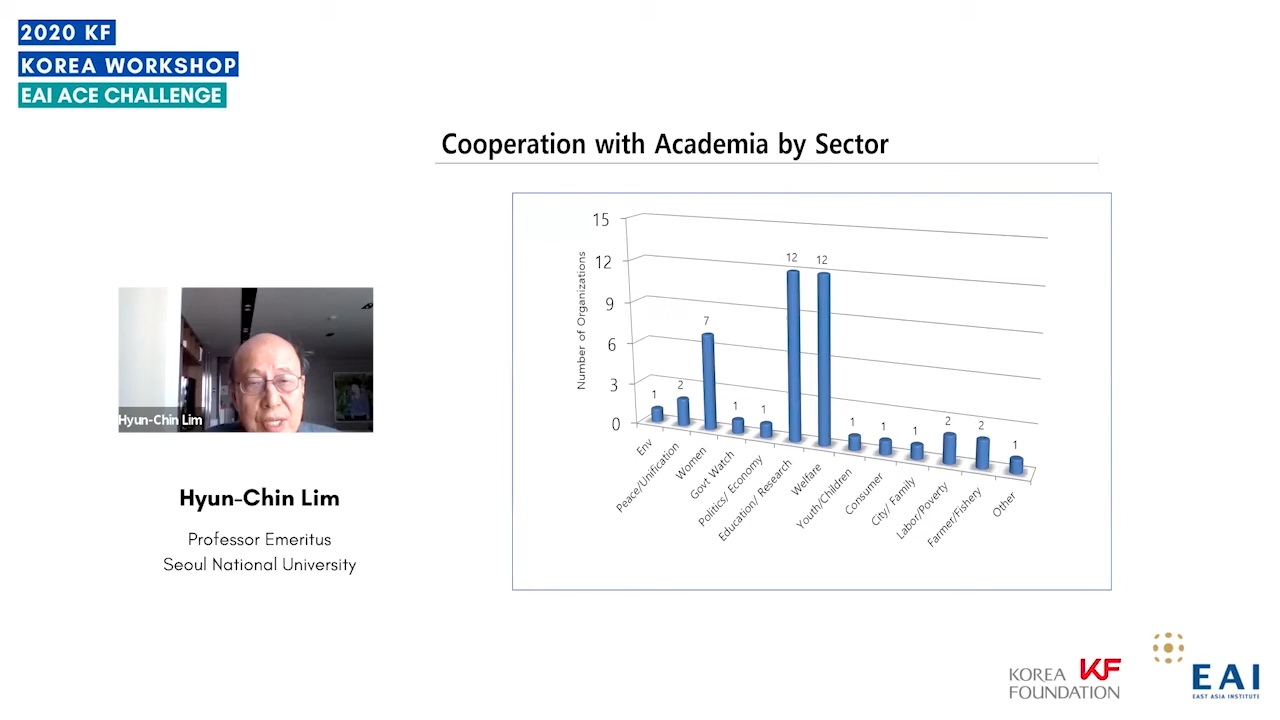 2020 KF
KOREA WORKSHOP
EAI ACE CHALLENGE
Cooperation with Academia by Sector
Number of Organizations
15
12
9
6
3
0
1
2
7
1
1
12
12
1
1
1
2
2
1
Env
Peace/Unification
Women
Govt Watch
Politics/ Economy
Education/ Research
Welfare
Youth/Children
Consumer
City/ Family
Labor/Poverty
Farmer/Fishery
Other
Hyun-Chin Lim
Hyun-Chin Lim
Professor Emeritus
Seoul National University
KOREA KF
FOUNDATION
EAI
EAST ASIA INSTITUTE